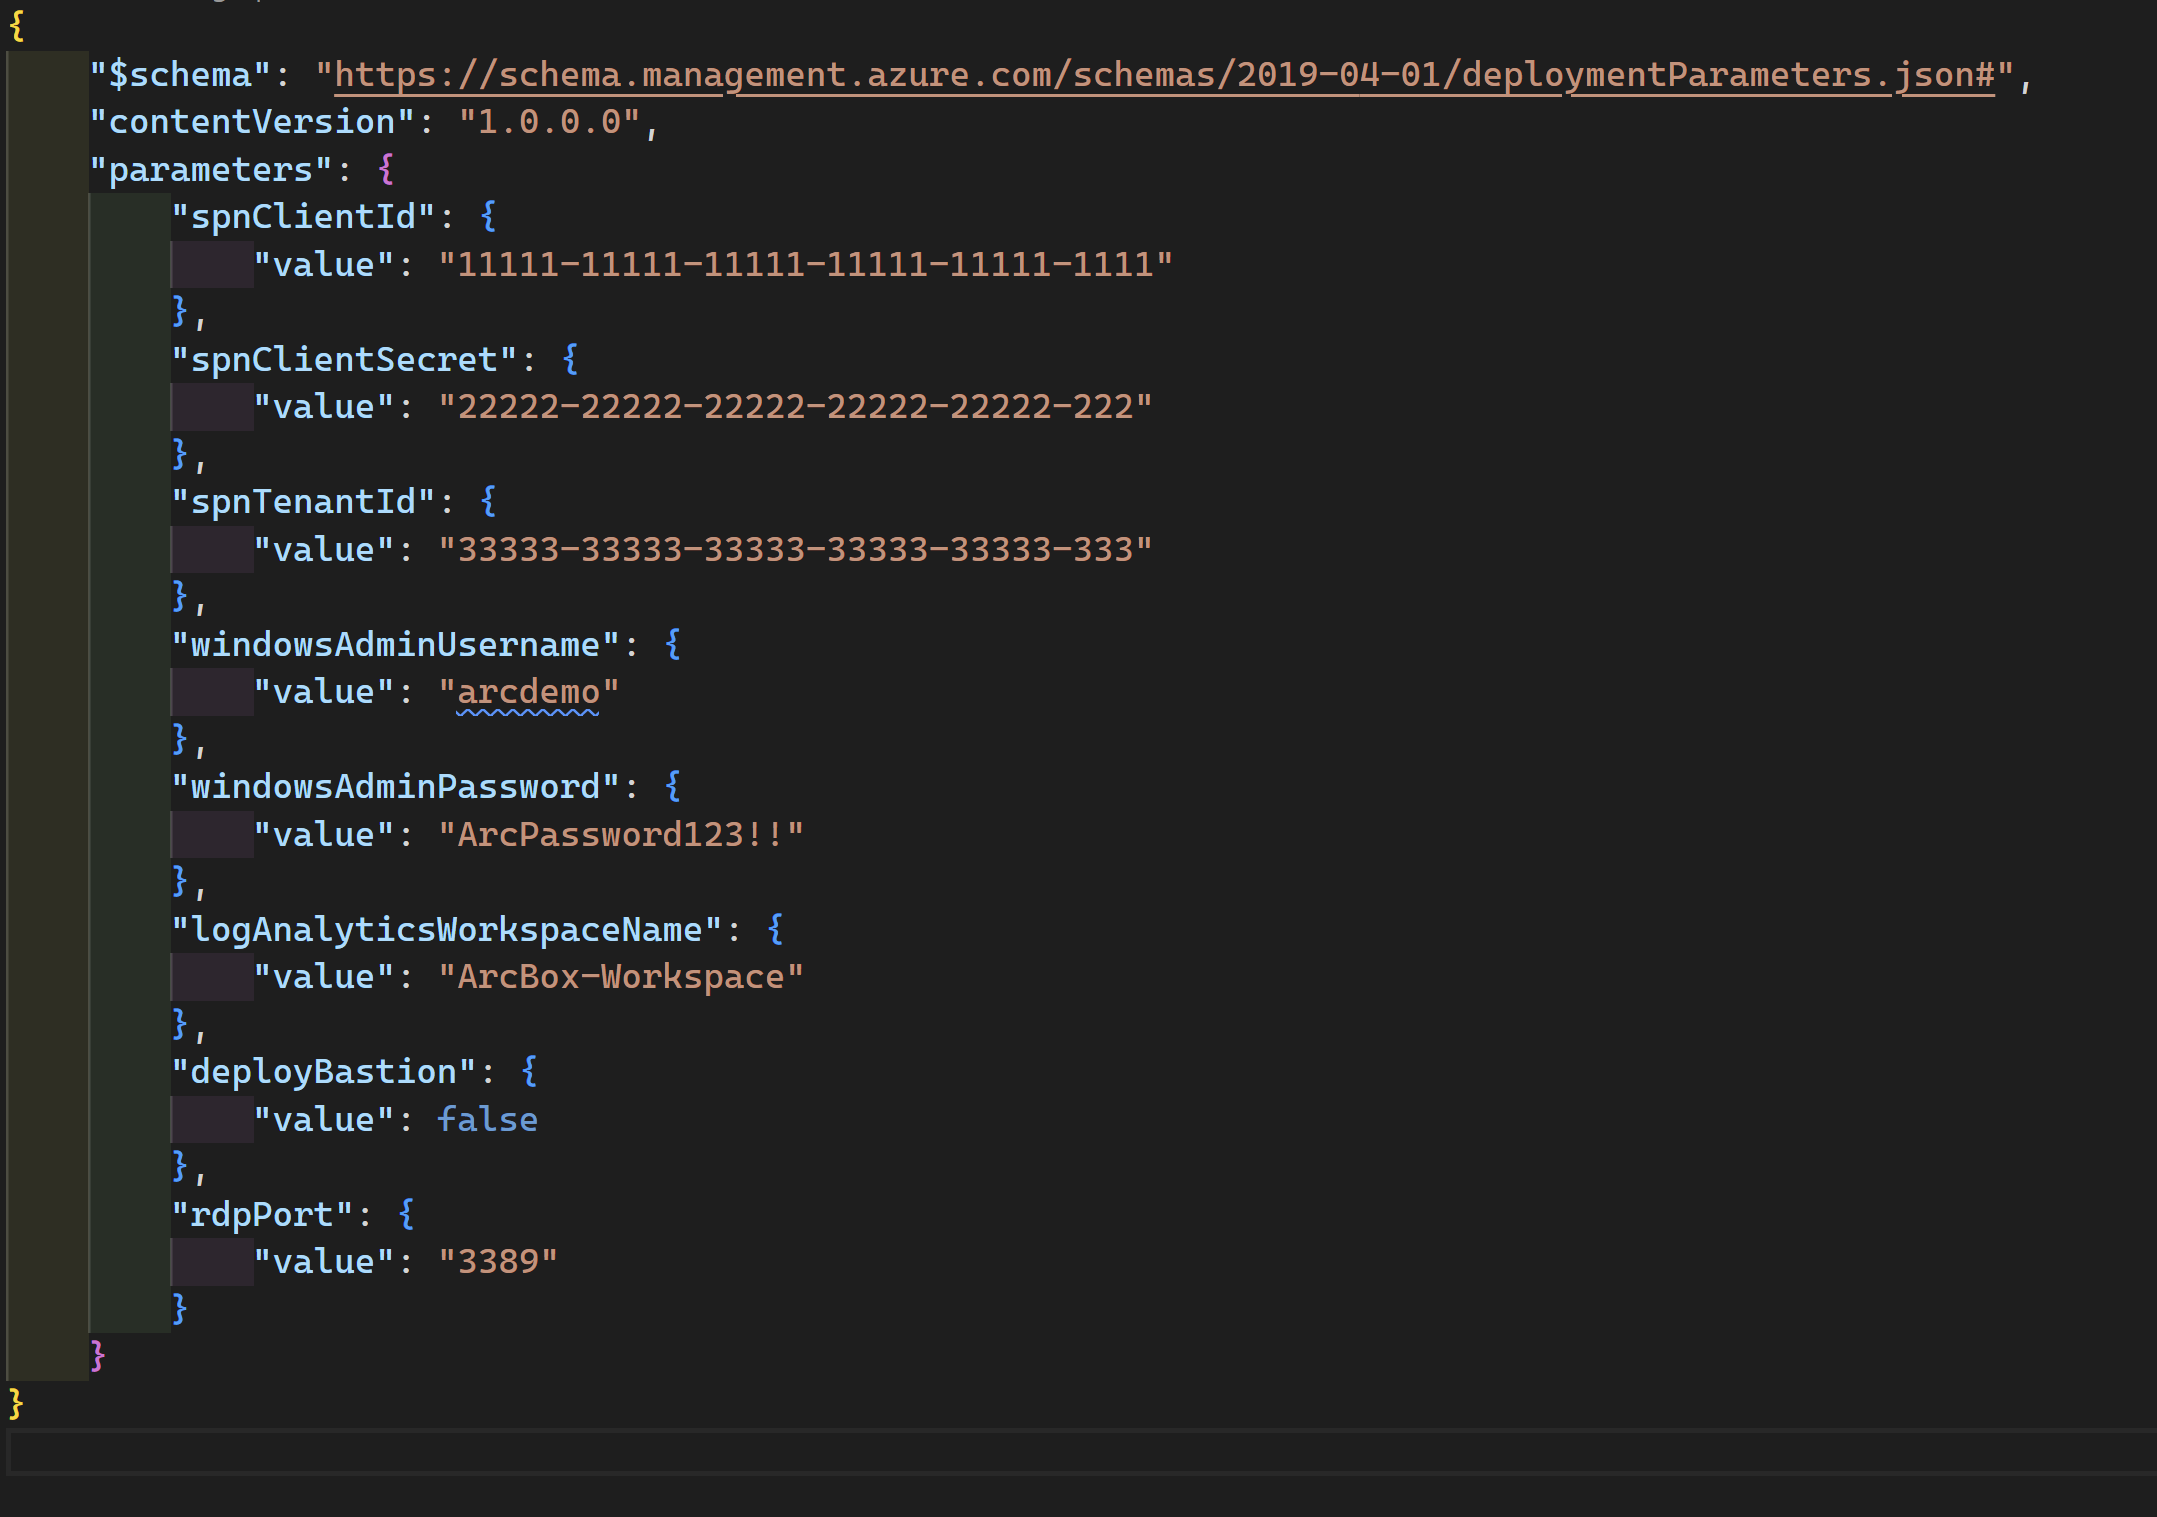 {
    "$schema": "https://schema.management.azure.com/schemas/2019-04-01/deploymentParameters.json#",
    "contentVersion": "1.0.0.0",
    "parameters": {
        "spnClientId": {
            "value": "11111-11111-11111-11111-11111-1111"
        },
        "spnClientSecret": {
            "value": "22222-22222-22222-22222-22222-222"
        },
        "spnTenantId": {
            "value": "33333-33333-33333-33333-33333-333"
        },
        "windowsAdminUsername": {
            "value": "arcdemo"
        },
        "windowsAdminPassword": {
            "value": "ArcPassword123!!"
        },
        "logAnalyticsWorkspaceName": {
            "value": "ArcBox-Workspace"
        },
        "deployBastion": {
            "value": false
        },
        "rdpPort": {
            "value": "3389"
        }
    }
}